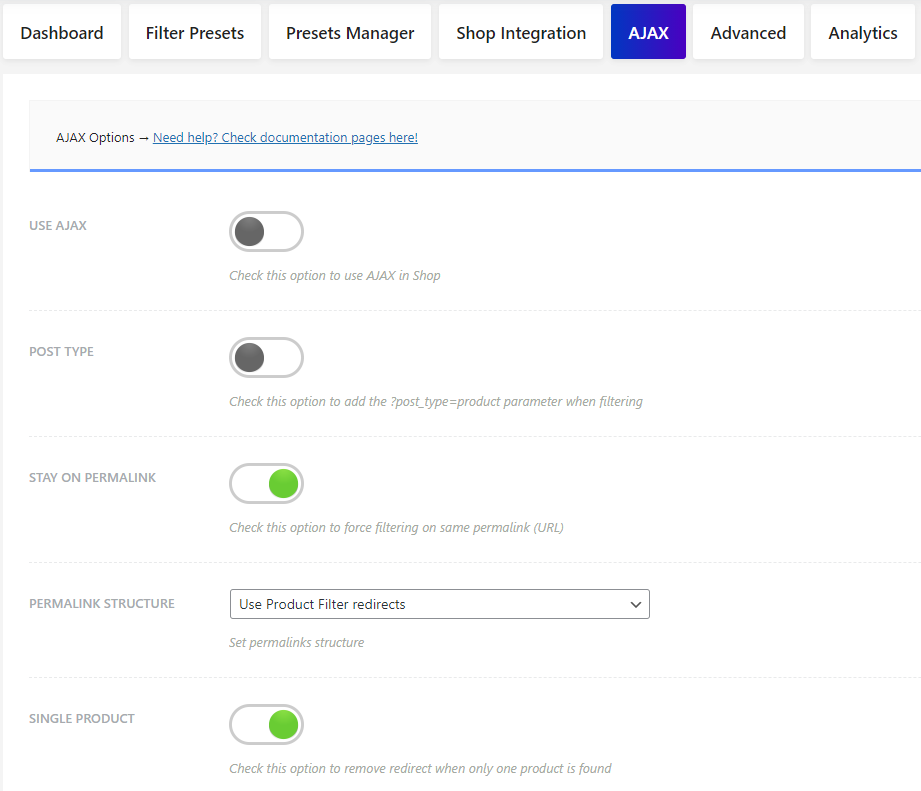 Dashboard Filter Presets Presets Manager Shop Integration AJAX Advanced Analytics
AJAX Options → Need help? Check documentation pages here!
USE AJAX
Check this option to use AJAX in Shop
POST TYPE
Check this option to add the ?post_type=product parameter when filtering
STAY ON PERMALINK
Check this option to force filtering on same permalink (URL)
PERMALINK STRUCTURE
Use Product Filter redirects
Set permalinks structure
SINGLE PRODUCT
Check this option to remove redirect when only one product is found